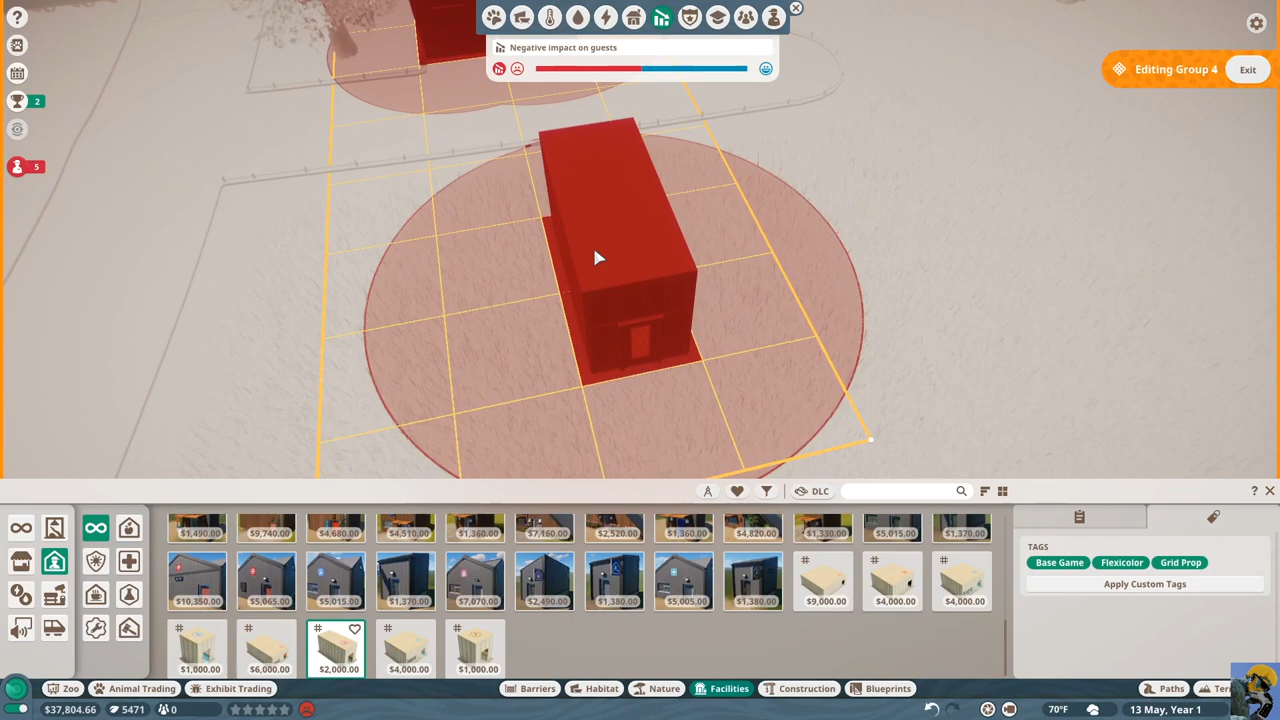 ?
Negative impact on guests
Editing Group 4
Exit
2
5
DLC
?
$1,490.00
$9,740.00
$4,680.00
$4,510.00
$1,360.00
$7,160.00
$2,520.00
$1,360.00
$4,820.00
$1,330.00
$5,015.00
$1,370.00
$10,350.00
$5,065.00
$5,015.00
$1,370.00
$7,070.00
$2,490.00
$1,380.00
$5,005.00
$1,380.00
$9,000.00
$4,000.00
$4,000.00
$1,000.00
$6,000.00
$2,000.00
$4,000.00
$1,000.00
TAGS
Base Game
Flexicolor
Grid Prop
Apply Custom Tags
Zoo
Animal Trading
Exhibit Trading
Barriers
Habitat
Nature
Facilities
Construction
Blueprints
Paths
$37,804.66
5471
0
70°F
13 May, Year 1